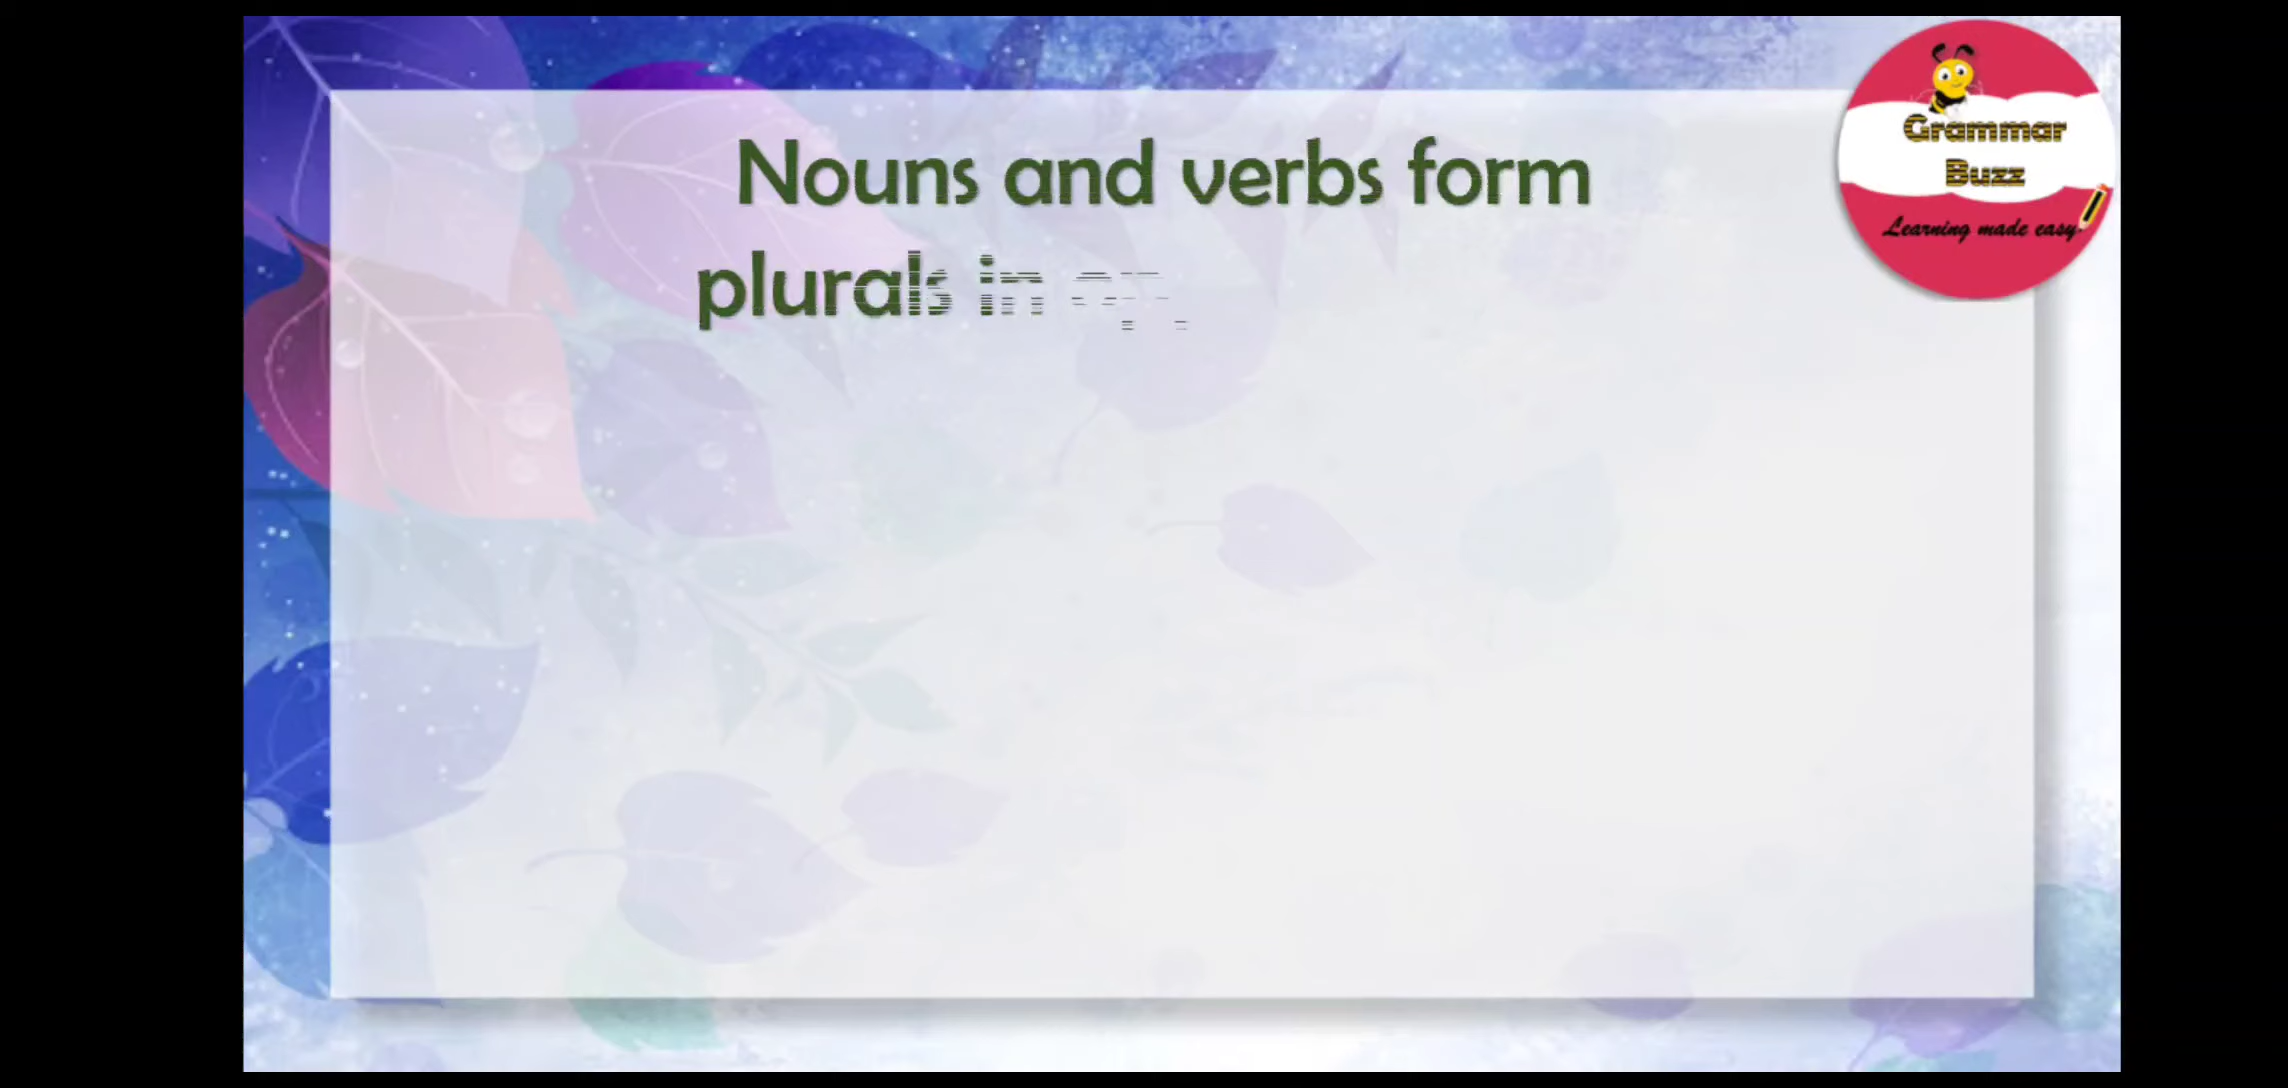 Nouns and verbs form
plurals in
Grammar
Buzz
Learning made easy